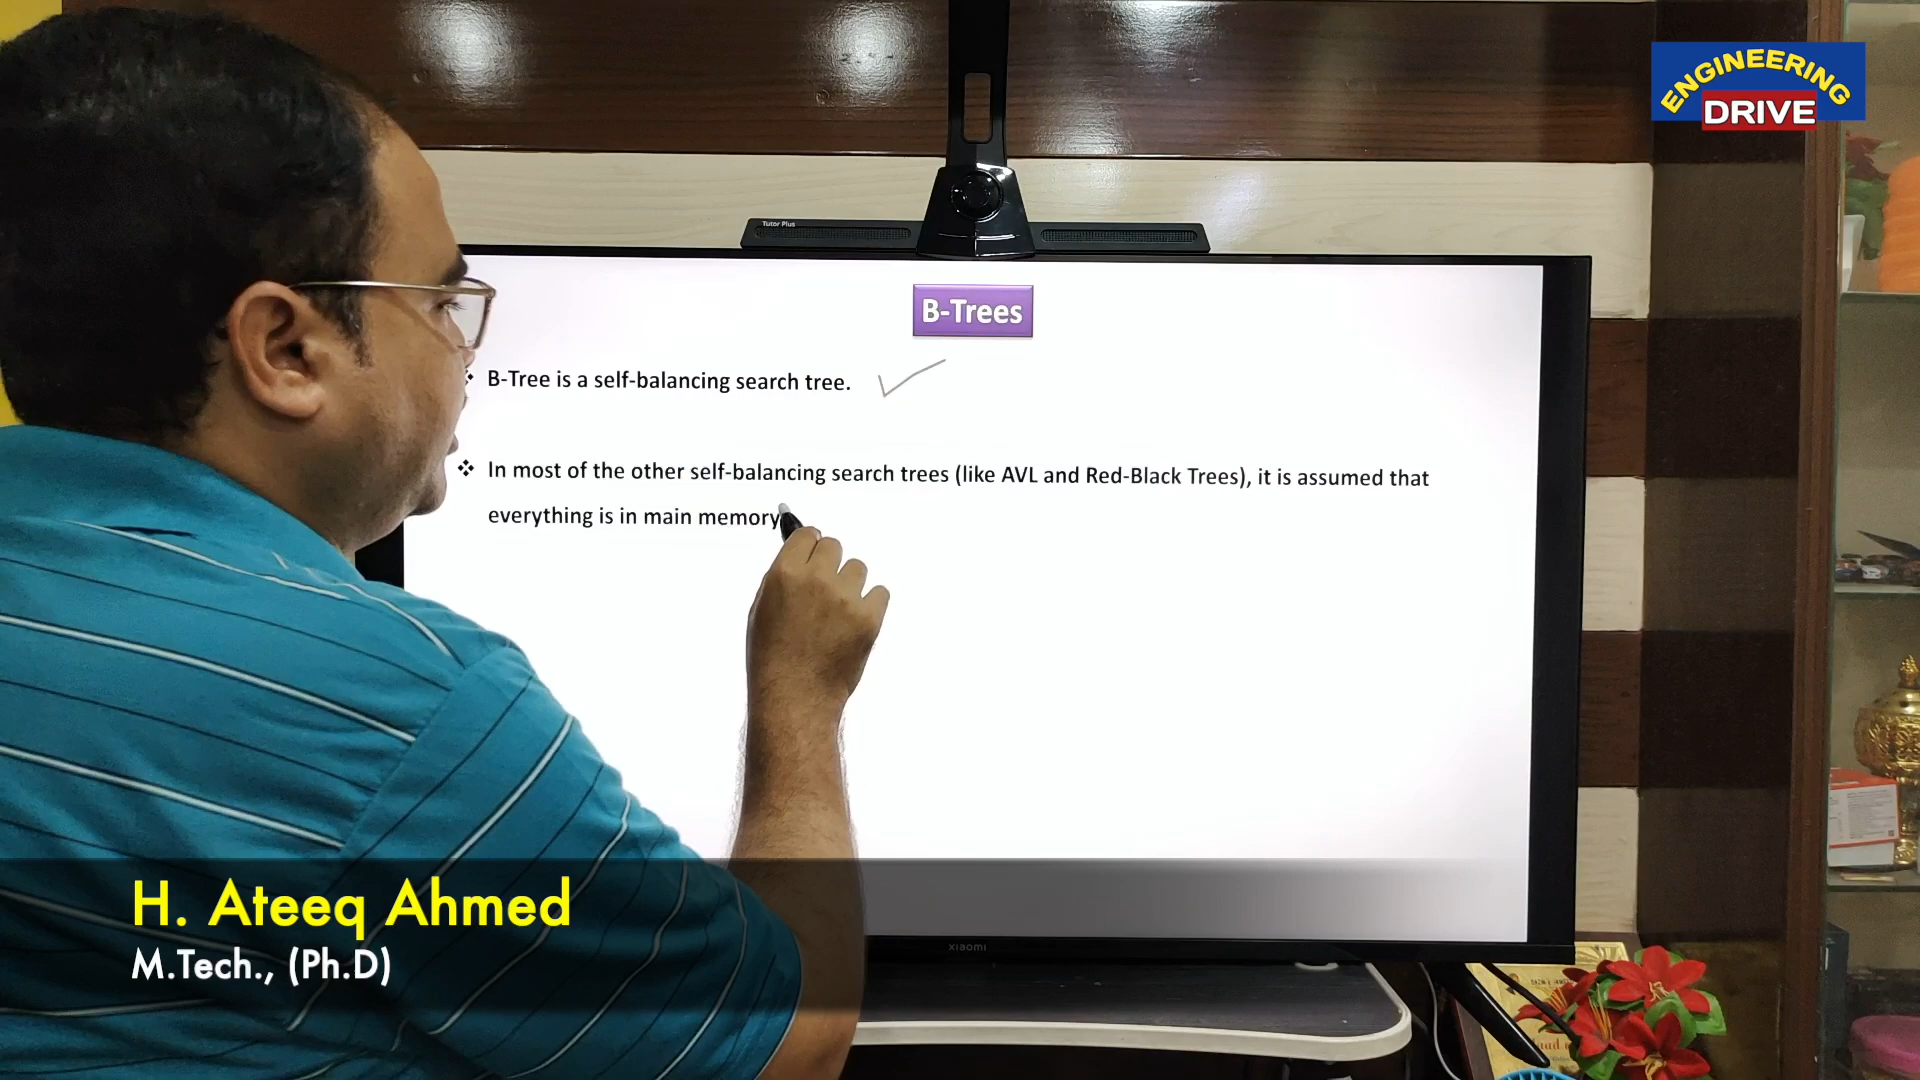 ENGINEERING
DRIVE
Tutor Plus
B-Trees
B-Tree is a self-balancing search tree.
In most of the other self-balancing search trees (like AVL and Red-Black Trees), it is assumed that
everything is in main memory
H. Ateeq Ahmed
M.Tech., (Ph.D)
xiaomi